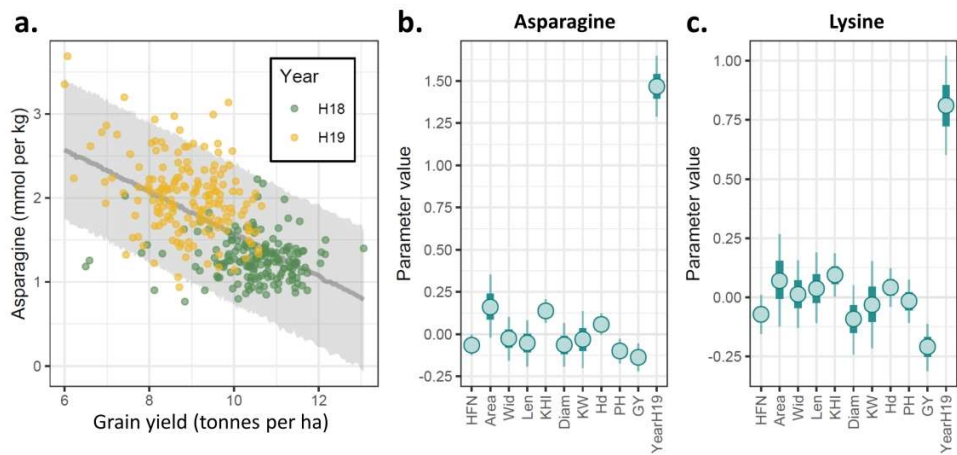 a.
Year
H18
H19
Asparagine (mmol per kg)
3
2
1
0
6
8
10
12
Grain yield (tonnes per ha)
b.
Asparagine
Parameter value
1.50
1.25
1.00
0.75
0.50
0.25
0.00
-0.25
HFN
Area
Wid
Len
KHI
Diam
KW
Hd
PH
GY
YearH19
c.
Lysine
Parameter value
1.00
0.75
0.50
0.25
0.00
-0.25
HFN
Area
Wid
Len
KHI
Diam
KW
Hd
PH
GY
YearH19